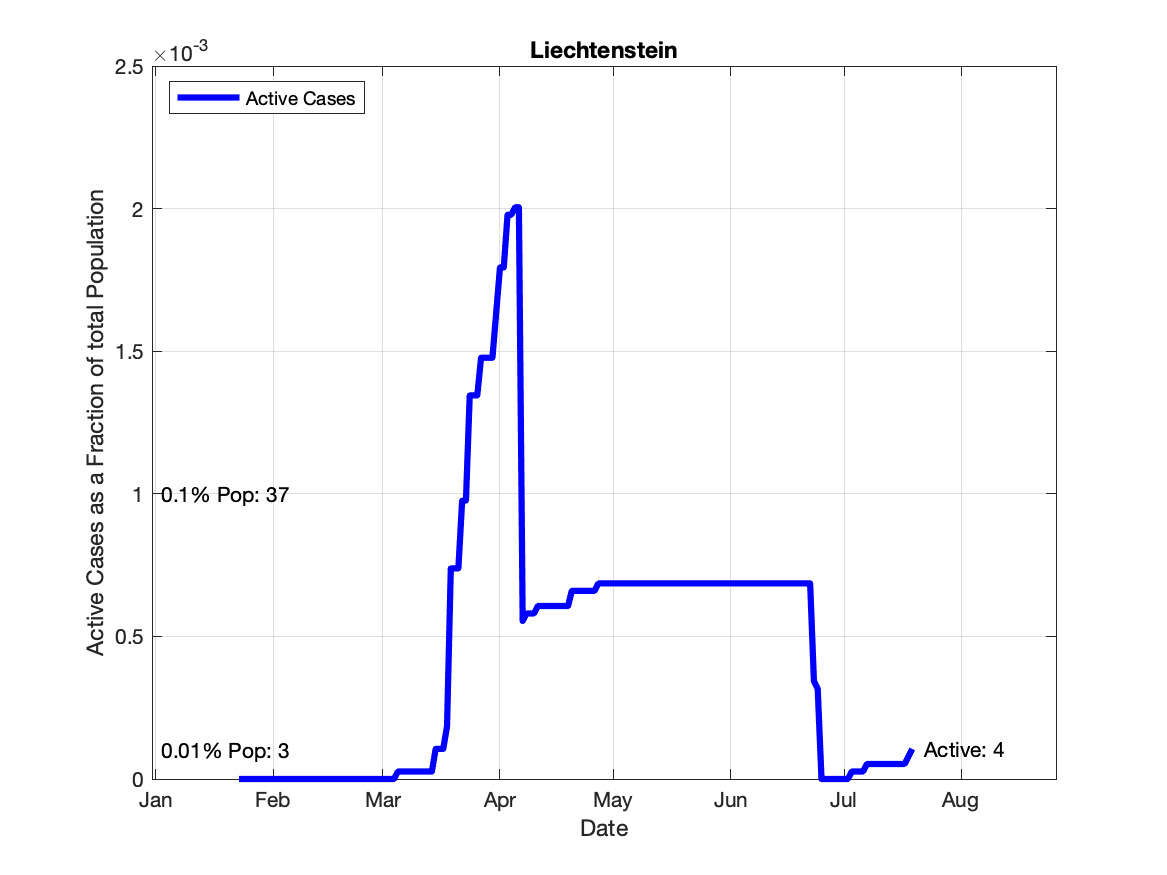 Liechtenstein
×10-3
2.5
Active Cases
2
1.5
1
0.5
0
0.1% Pop: 37
0.01% Pop: 3
Active: 4
Active Cases as a Fraction of total Population
Jan Feb Mar Apr May Jun Jul Aug
Date